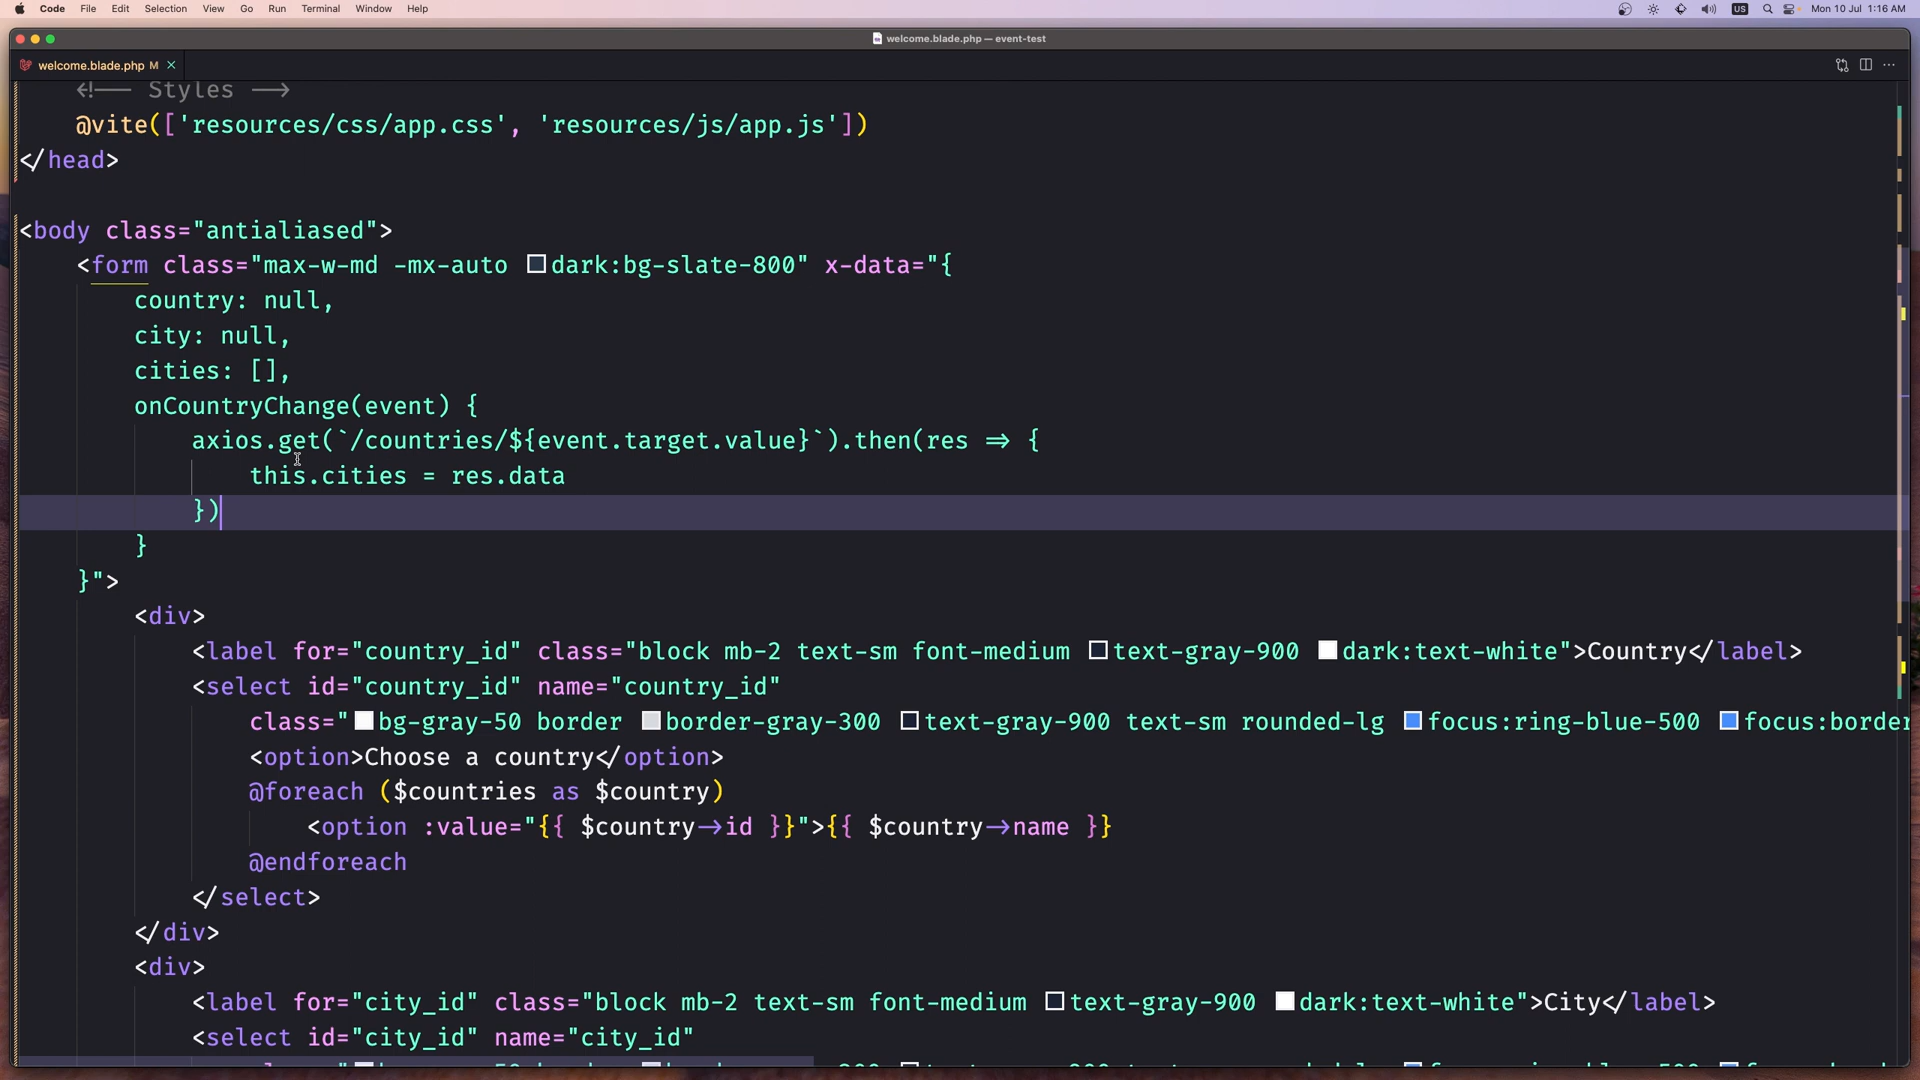 Code File Edit Selection View Go Run Terminal Window Help US Mon 10 Jul 1:16 AM
welcome.blade.php — event-test
welcome.blade.php M
<!-- Styles -->
@vite(['resources/css/app.css', 'resources/js/app.js'])
</head>
<body class="antialiased">
<form class="max-w-md -mx-auto dark:bg-slate-800" x-data="{
country: null,
city: null,
cities: [],
onCountryChange(event) {
axios.get(`/countries/${event.target.value}`).then(res => {
this.cities = res.data
})
}
}">
<div>
<label for="country_id" class="block mb-2 text-sm font-medium text-gray-900 dark:text-white">Country</label>
<select id="country_id" name="country_id"
class="bg-gray-50 border border-gray-300 text-gray-900 text-sm rounded-lg focus:ring-blue-500 focus:border
<option>Choose a country</option>
@foreach ($countries as $country)
<option :value="{{ $country->id }}">{{ $country->name }}
@endforeach
</select>
</div>
<div>
<label for="city_id" class="block mb-2 text-sm font-medium text-gray-900 dark:text-white">City</label>
<select id="city_id" name="city_id"